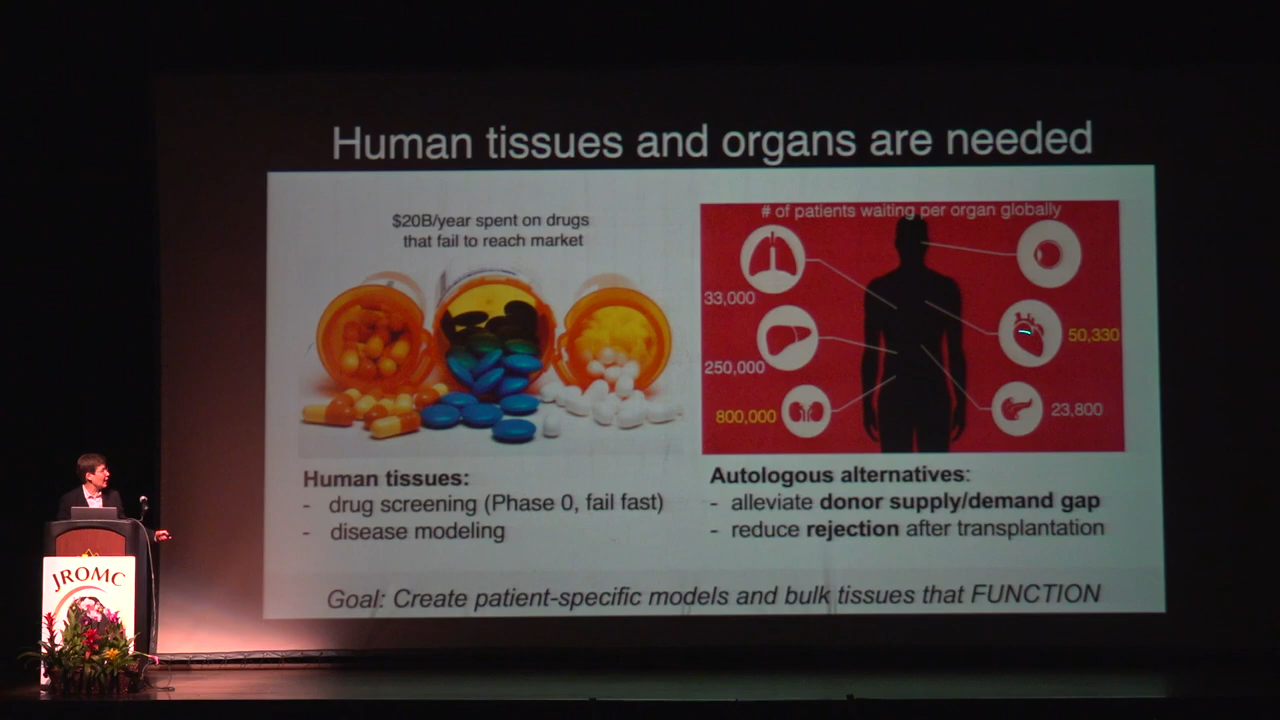 Human tissues and organs are needed
$20B/year spent on drugs
that fail to reach market
# of patients waiting per organ globally
33,000
50,330
250,000
800,000
23,800
Human tissues:
- drug screening (Phase 0, fail fast)
- disease modeling
Autologous alternatives:
- alleviate donor supply/demand gap
- reduce rejection after transplantation
Goal: Create patient-specific models and bulk tissues that FUNCTION
JROMC